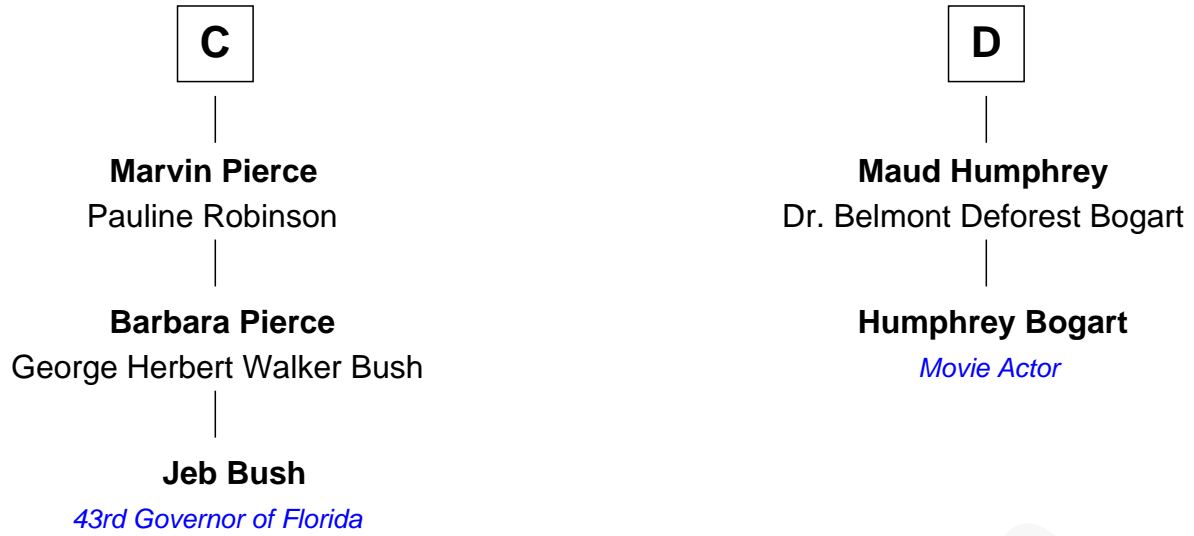 C
Marvin Pierce
Pauline Robinson
Barbara Pierce
George Herbert Walker Bush
Jeb Bush
43rd Governor of Florida
D
Maud Humphrey
Dr. Belmont Deforest Bogart
Humphrey Bogart
Movie Actor